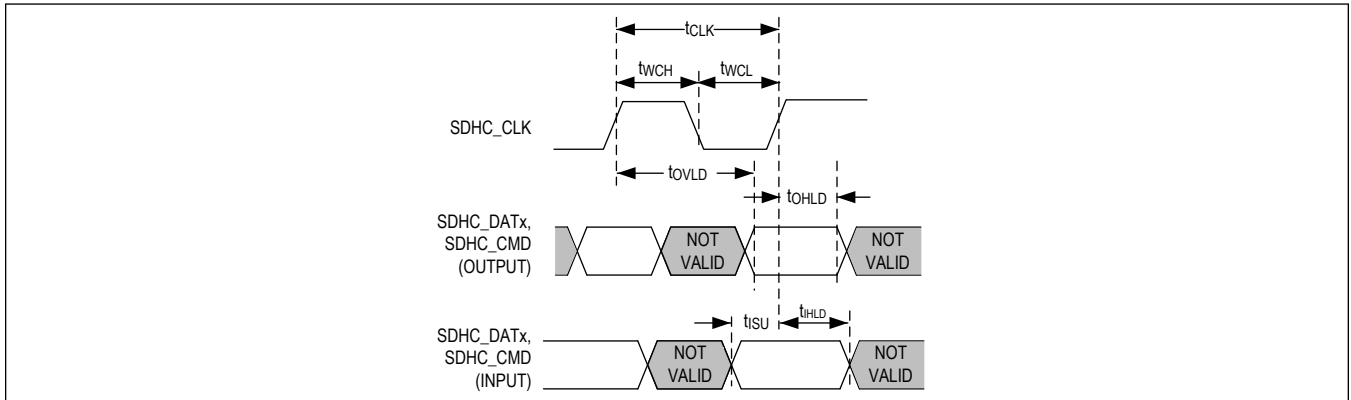 tCLK
tWCH tWCL
SDHC_CLK
tOVLD
tOHLD
SDHC_DATx,
SDHC_CMD
(OUTPUT)
NOT
VALID
NOT
VALID
tISU tIHLD
SDHC_DATx,
SDHC_CMD
(INPUT)
NOT
VALID
NOT
VALID